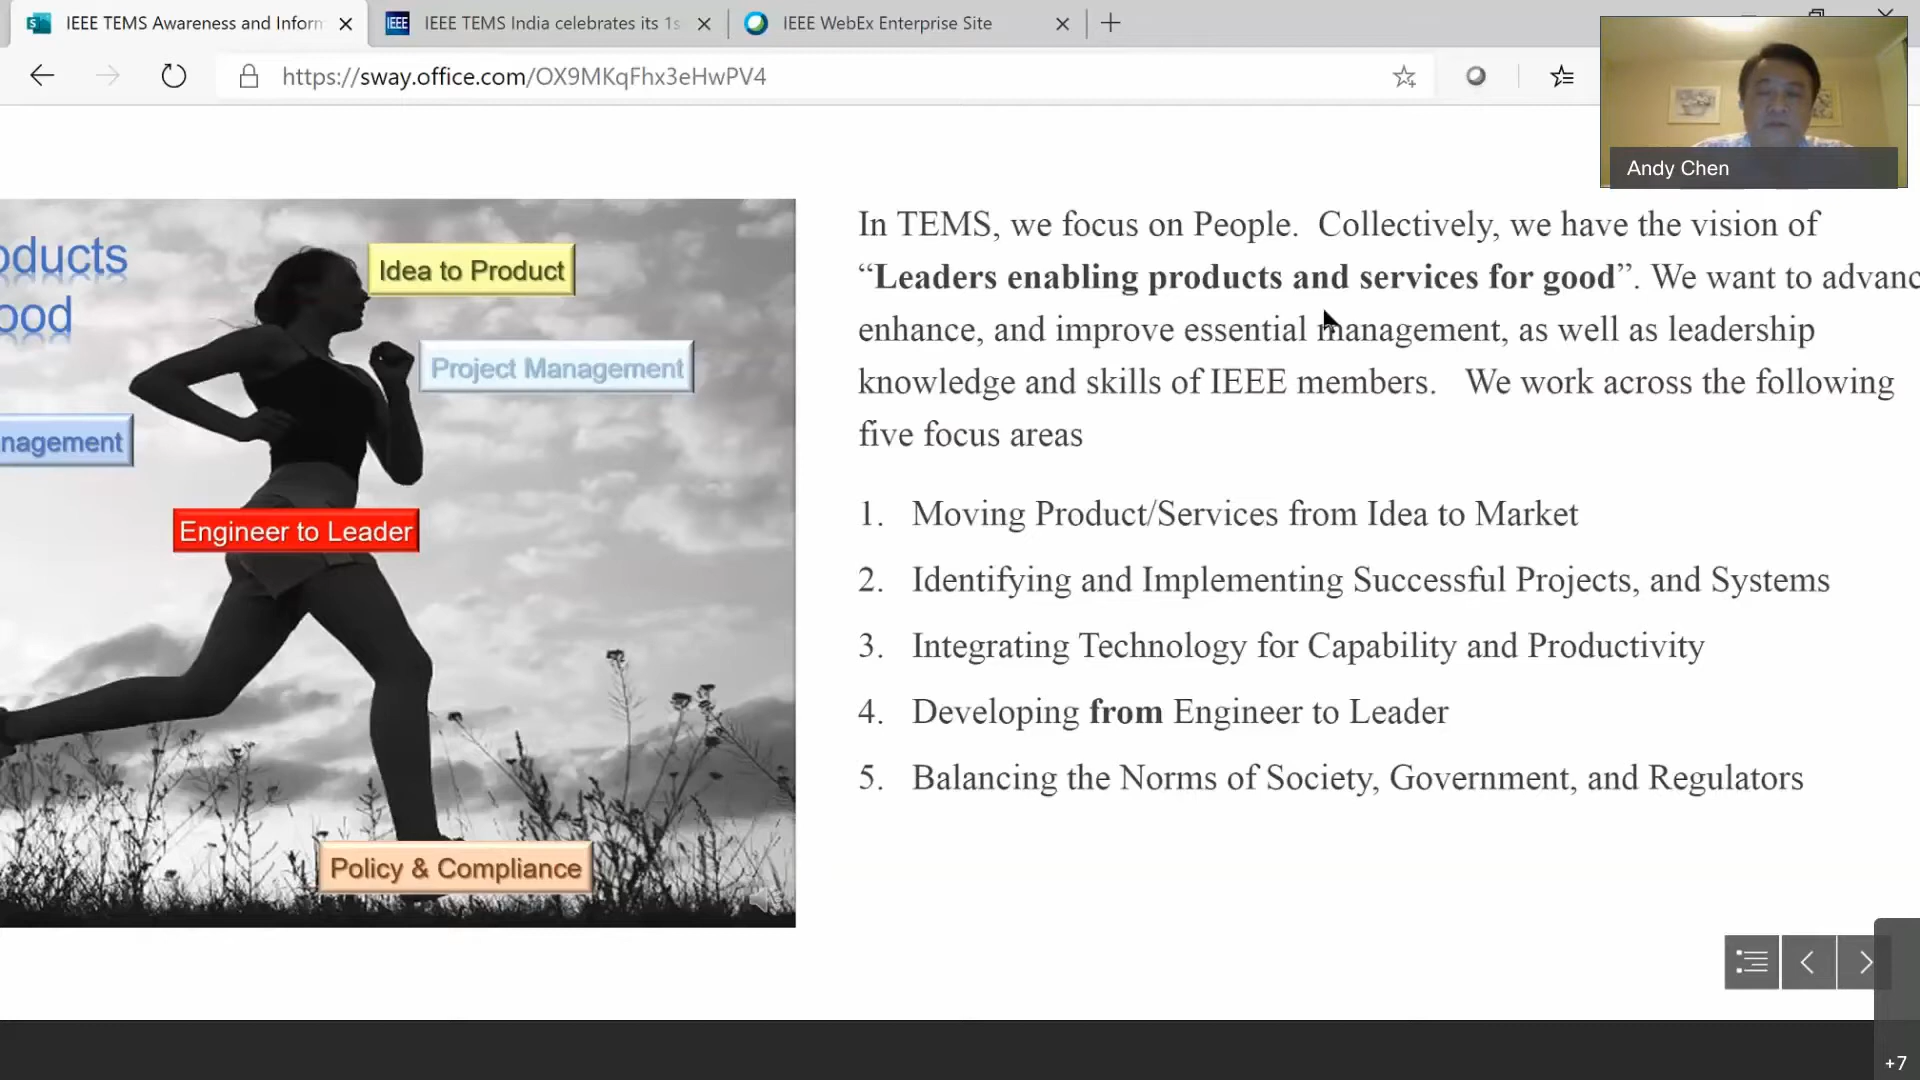 IEEE TEMS Awareness and Inform
IEEE TEMS India celebrates its 1s
IEEE WebEx Enterprise Site
https://sway.office.com/OX9MKqFhx3eHwPV4
Andy Chen
oducts
ood
Idea to Product
Project Management
nagement
Engineer to Leader
Policy & Compliance
In TEMS, we focus on People. Collectively, we have the vision of
“Leaders enabling products and services for good”. We want to advanc
enhance, and improve essential management, as well as leadership
knowledge and skills of IEEE members. We work across the following
five focus areas
1. Moving Product/Services from Idea to Market
2. Identifying and Implementing Successful Projects, and Systems
3. Integrating Technology for Capability and Productivity
4. Developing from Engineer to Leader
5. Balancing the Norms of Society, Government, and Regulators
+7